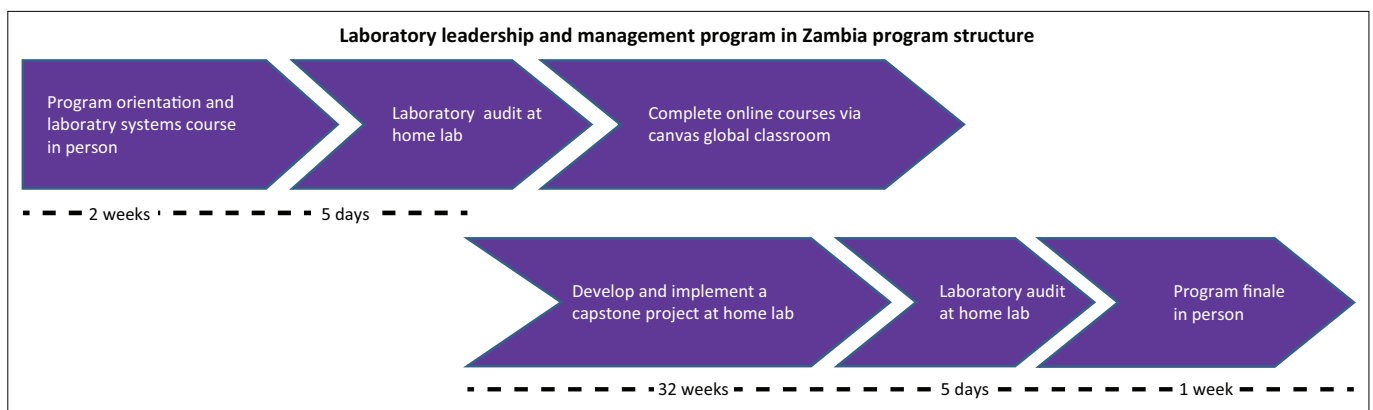 Laboratory leadership and management program in Zambia program structure
Program orientation and
laboratry systems course
in person
Laboratory audit at
home lab
Complete online courses via
canvas global classroom
2 weeks
5 days
Develop and implement a
capstone project at home lab
Laboratory audit
at home lab
Program finale
in person
32 weeks
5 days
1 week